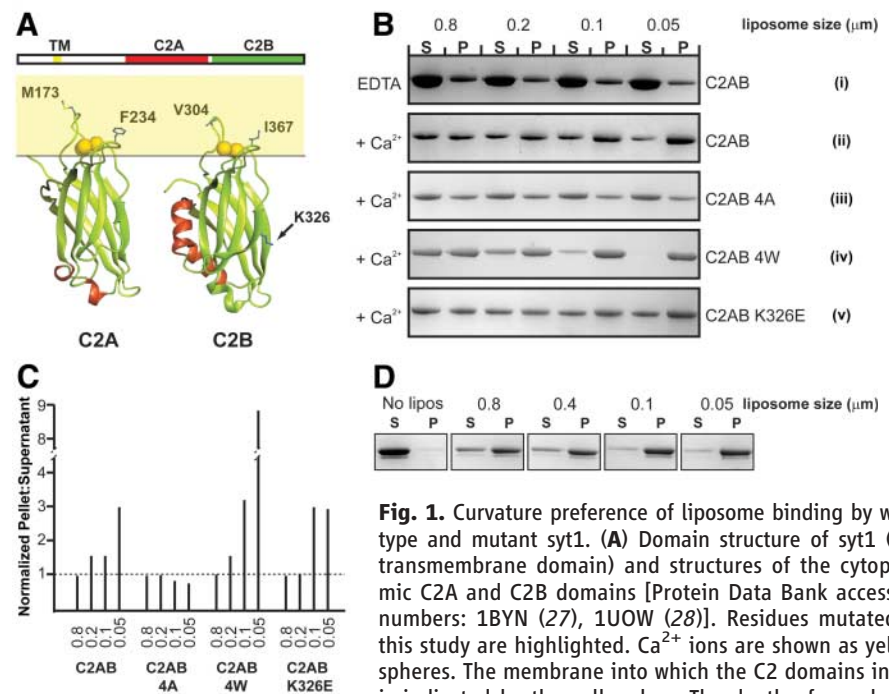 A
TM C2A C2B
M173
F234
V304
I367
K326
C2A C2B
B
0.8 0.2 0.1 0.05 liposome size (μm)
S P S P S P S P
EDTA C2AB (i)
+ Ca²⁺ C2AB (ii)
+ Ca²⁺ C2AB 4A (iii)
+ Ca²⁺ C2AB 4W (iv)
+ Ca²⁺ C2AB K326E (v)
C
Normalized Pellet:Supernatant
9
8
4
3
2
1
0.8 0.2 0.1 0.05 0.8 0.2 0.1 0.05 0.8 0.2 0.1 0.05 0.8 0.2 0.1 0.05
C2AB C2AB C2AB C2AB
4A 4W K326E
D
No lipos 0.8 0.4 0.1 0.05 liposome size (μm)
S P S P S P S P S P
Fig. 1. Curvature preference of liposome binding by w
type and mutant syt1. (A) Domain structure of syt1 (
transmembrane domain) and structures of the cytop
mic C2A and C2B domains [Protein Data Bank access
numbers: 1BYN (27), 1UOW (28)]. Residues mutated
this study are highlighted. Ca²⁺ ions are shown as yel
spheres. The membrane into which the C2 domains in